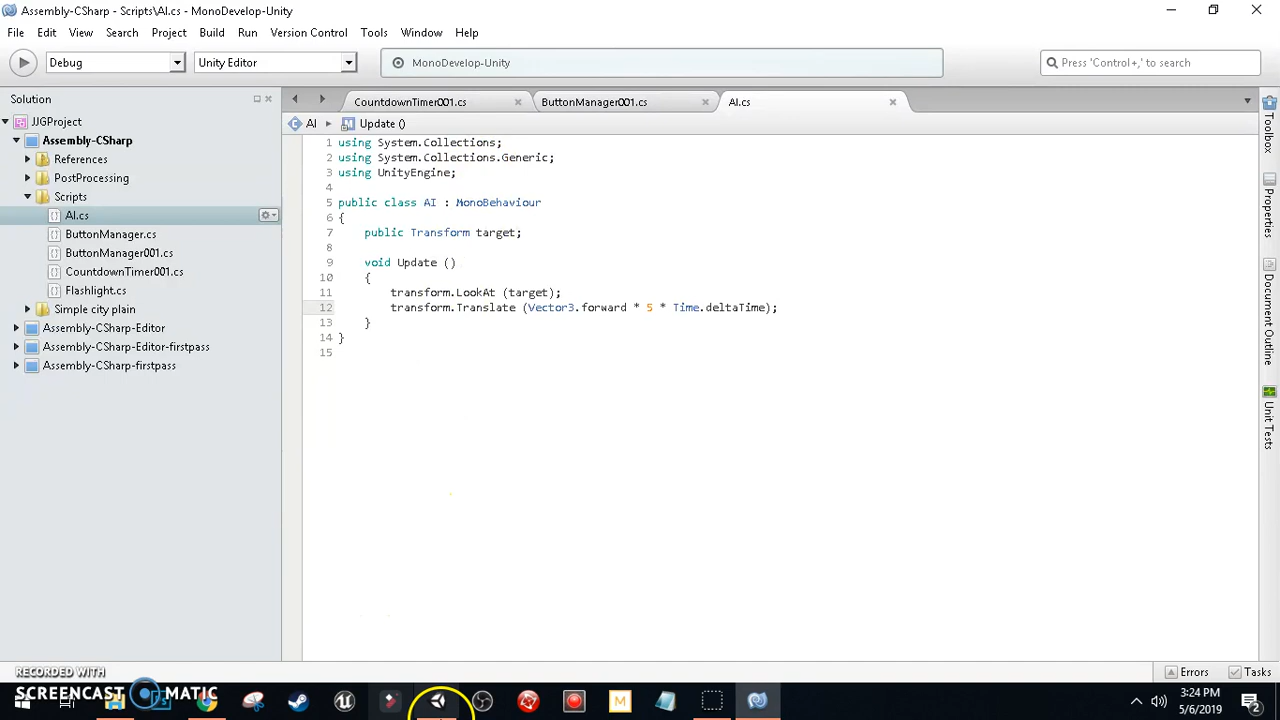 Assembly-CSharp - Scripts\AI.cs - MonoDevelop-Unity
File Edit View Search Project Build Run Version Control Tools Window Help
Debug Unity Editor MonoDevelop-Unity Press 'Control+,' to search
Solution
JJGProject
Assembly-CSharp
References
PostProcessing
Scripts
AI.cs
ButtonManager.cs
ButtonManager001.cs
CountdownTimer001.cs
Flashlight.cs
Simple city plain
Assembly-CSharp-Editor
Assembly-CSharp-Editor-firstpass
Assembly-CSharp-firstpass
CountdownTimer001.cs ButtonManager001.cs AI.cs
AI Update ()
1 using System.Collections;
2 using System.Collections.Generic;
3 using UnityEngine;
4
5 public class AI : MonoBehaviour
6 {
7 public Transform target;
8
9 void Update ()
10 {
11 transform.LookAt (target);
12 transform.Translate (Vector3.forward * 5 * Time.deltaTime);
13 }
14 }
15
Toolbox
Properties
Document Outline
Unit Tests
Errors Tasks
RECORDED WITH
SCREENCAST MATIC
3:24 PM
5/6/2019
2